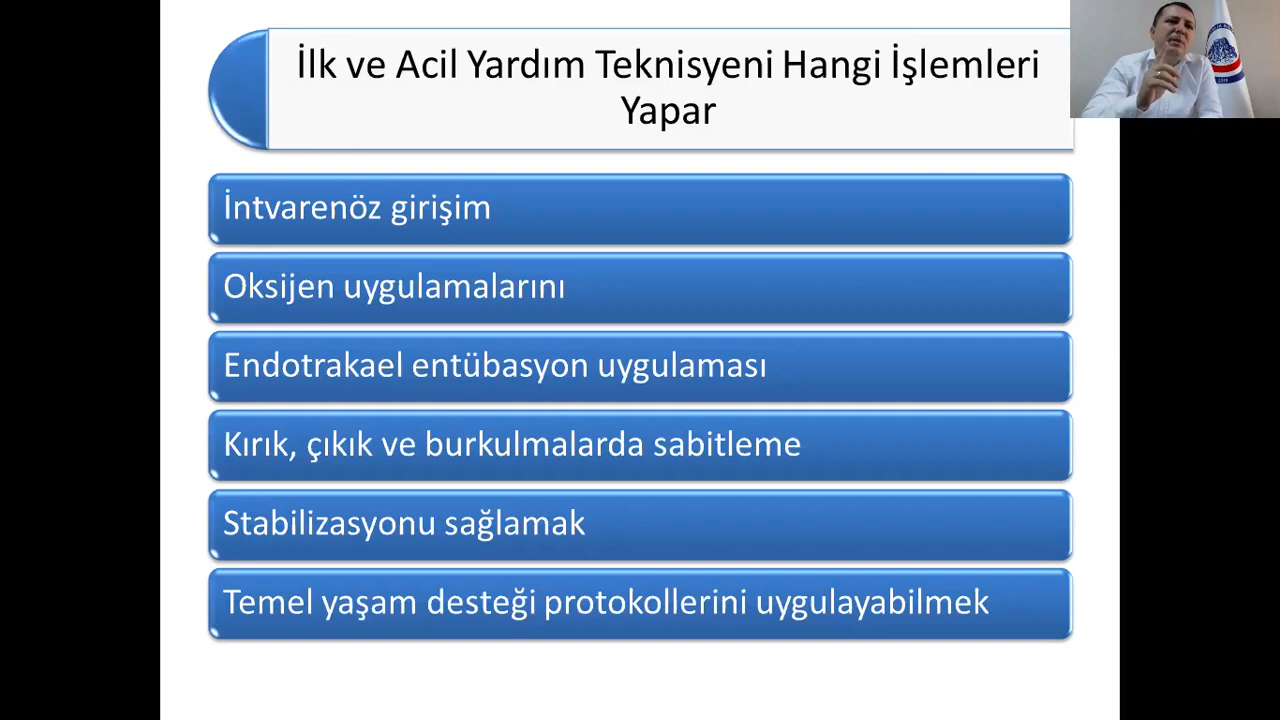 İlk ve Acil Yardım Teknisyeni Hangi İşlemleri
Yapar
İntvarenöz girişim
Oksijen uygulamalarını
Endotrakael entübasyon uygulaması
Kırık, çıkık ve burkulmalarda sabitleme
Stabilizasyonu sağlamak
Temel yaşam desteği protokollerini uygulayabilmek